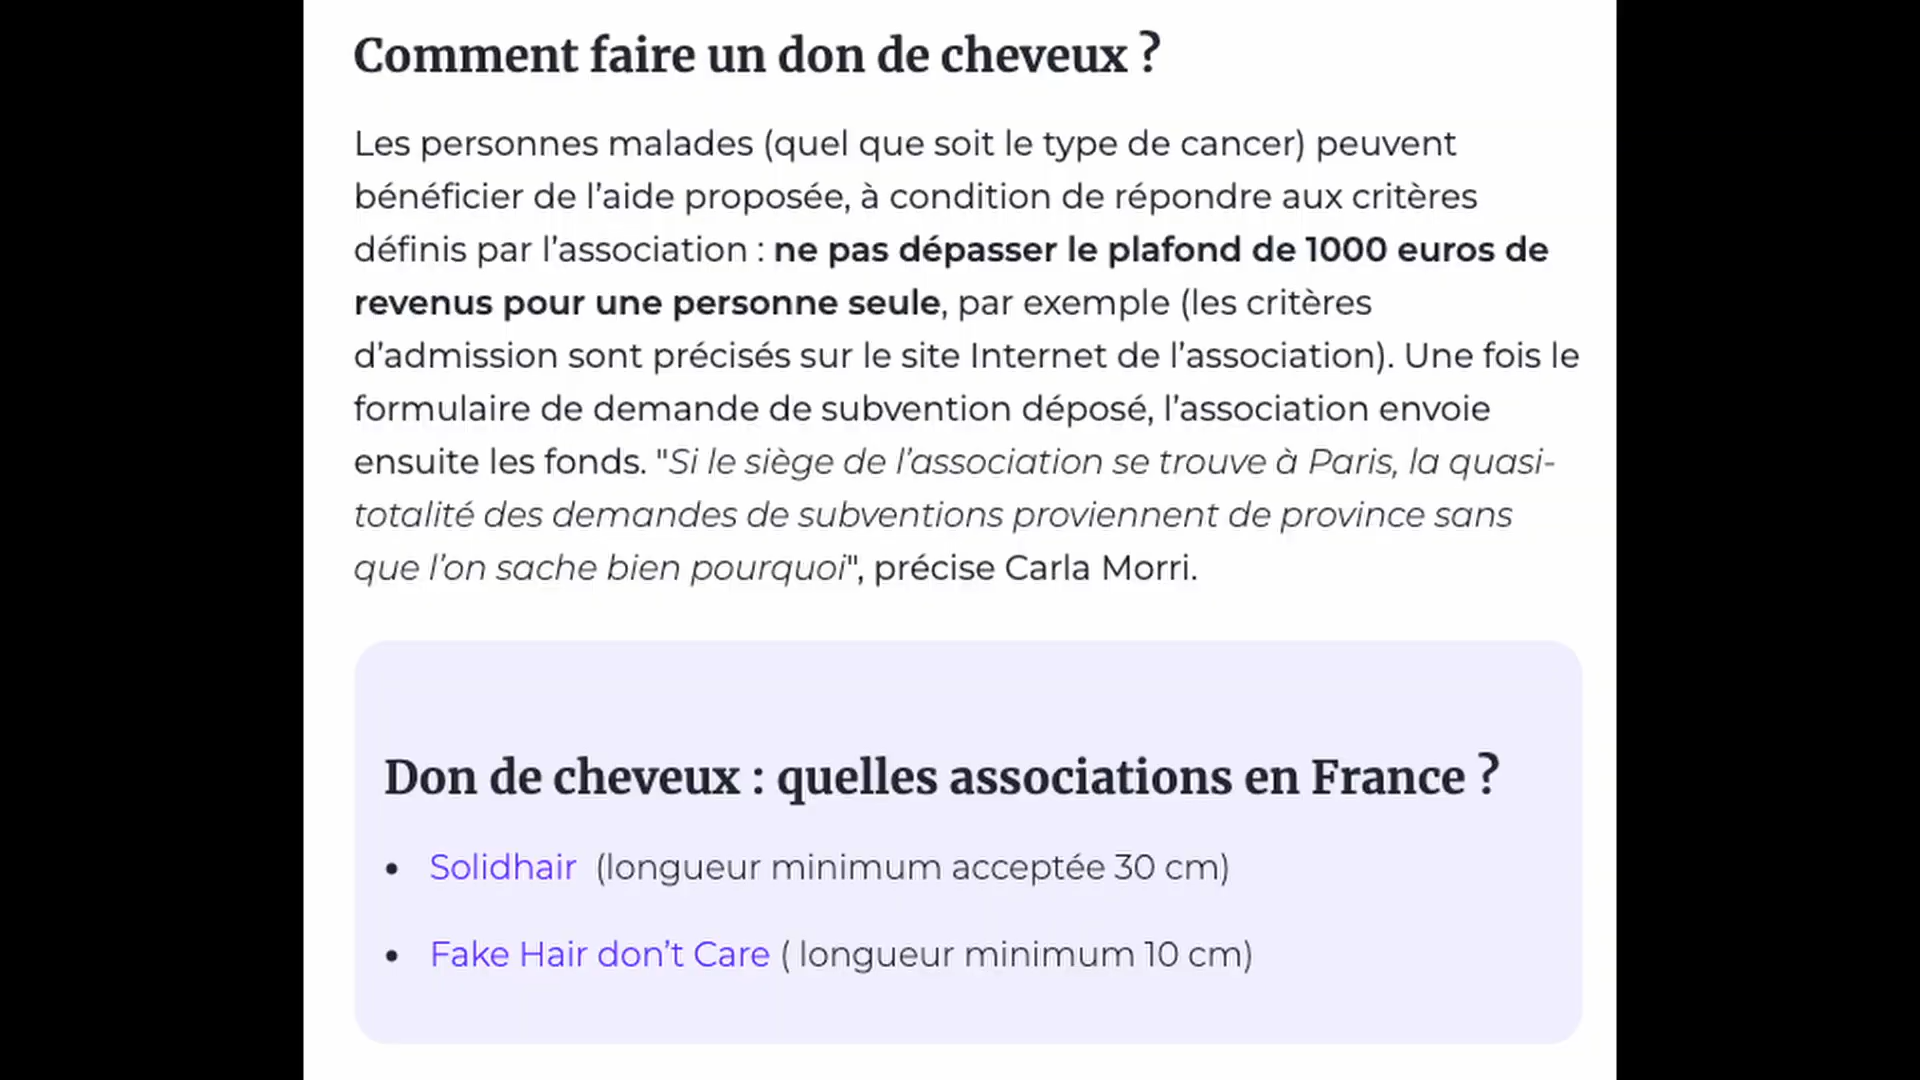 Comment faire un don de cheveux ?
Les personnes malades (quel que soit le type de cancer) peuvent
bénéficier de l’aide proposée, à condition de répondre aux critères
définis par l’association : ne pas dépasser le plafond de 1000 euros de
revenus pour une personne seule, par exemple (les critères
d’admission sont précisés sur le site Internet de l’association). Une fois le
formulaire de demande de subvention déposé, l’association envoie
ensuite les fonds. "Si le siège de l’association se trouve à Paris, la quasi-
totalité des demandes de subventions proviennent de province sans
que l’on sache bien pourquoi", précise Carla Morri.
Don de cheveux : quelles associations en France ?
• Solidhair (longueur minimum acceptée 30 cm)
• Fake Hair don’t Care ( longueur minimum 10 cm)